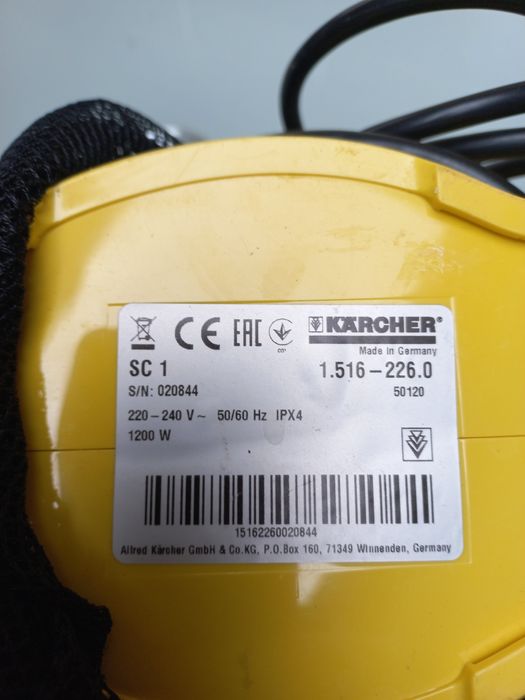 CE EAC KÄRCHER®
Made in Germany
SC 1 1.516-226.0
S/N: 020844 50120
220-240 V~ 50/60 Hz IPX4
1200 W
15162260020844
Alfred Kärcher GmbH & Co.KG, P.O.Box 160, 71349 Winnenden, Germany